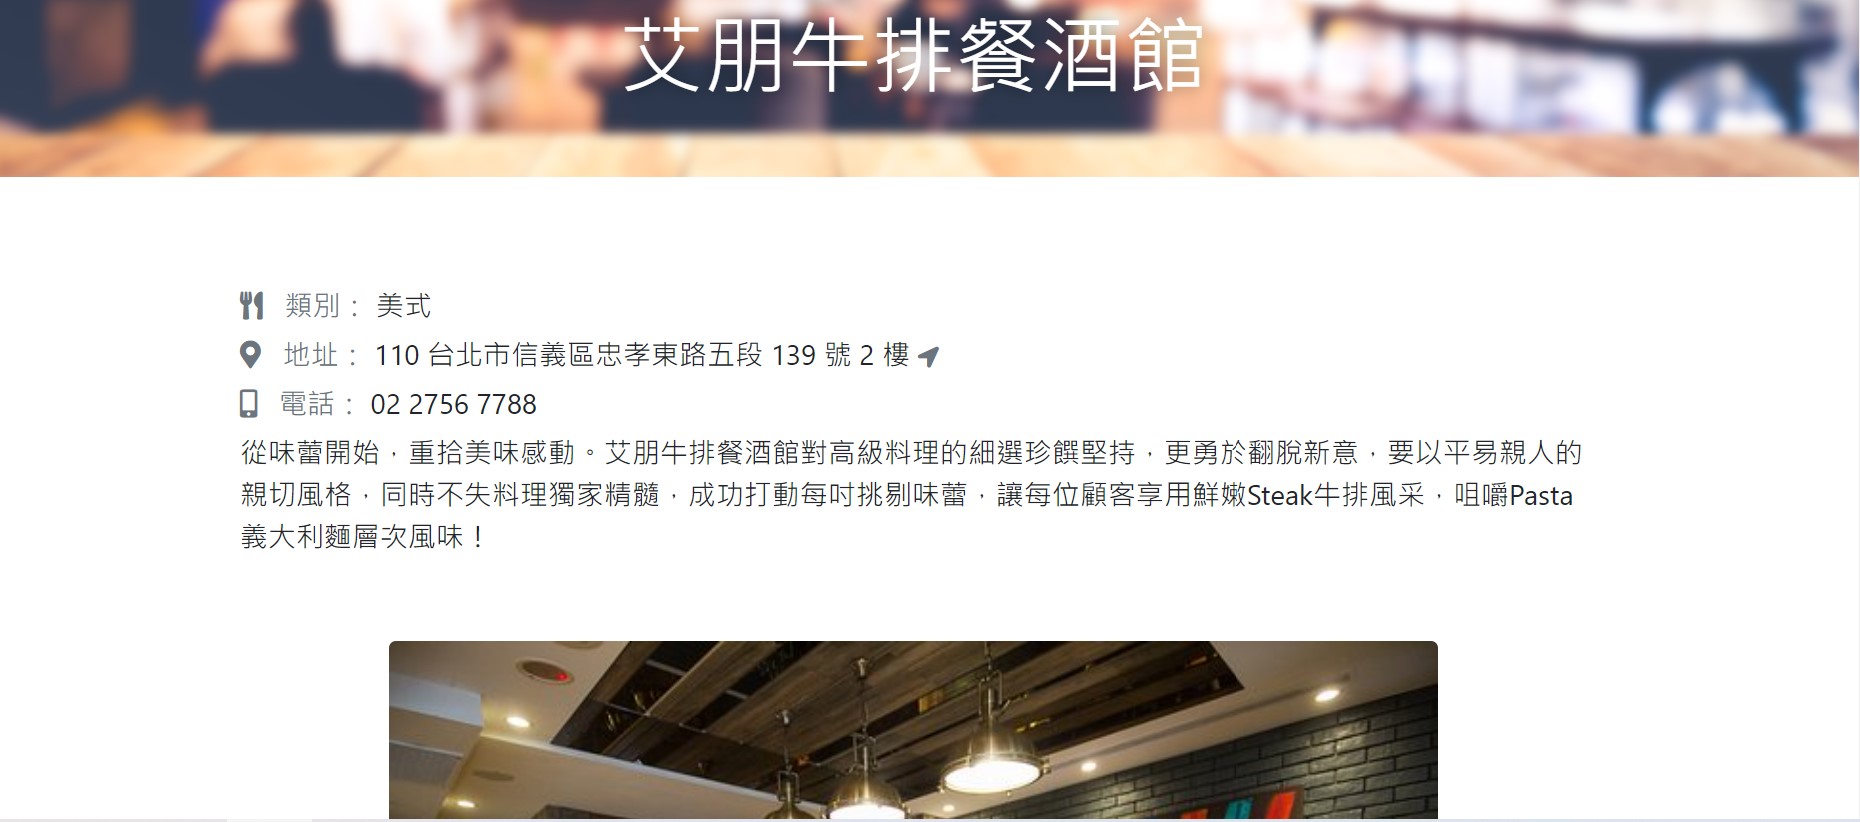 艾朋牛排餐酒館
類別： 美式
地址： 110 台北市信義區忠孝東路五段 139 號 2 樓
電話： 02 2756 7788
從味蕾開始，重拾美味感動。艾朋牛排餐酒館對高級料理的細選珍饌堅持，更勇於翻脫新意，要以平易親人的
親切風格，同時不失料理獨家精髓，成功打動每吋挑剔味蕾，讓每位顧客享用鮮嫩Steak牛排風采，咀嚼Pasta
義大利麵層次風味！